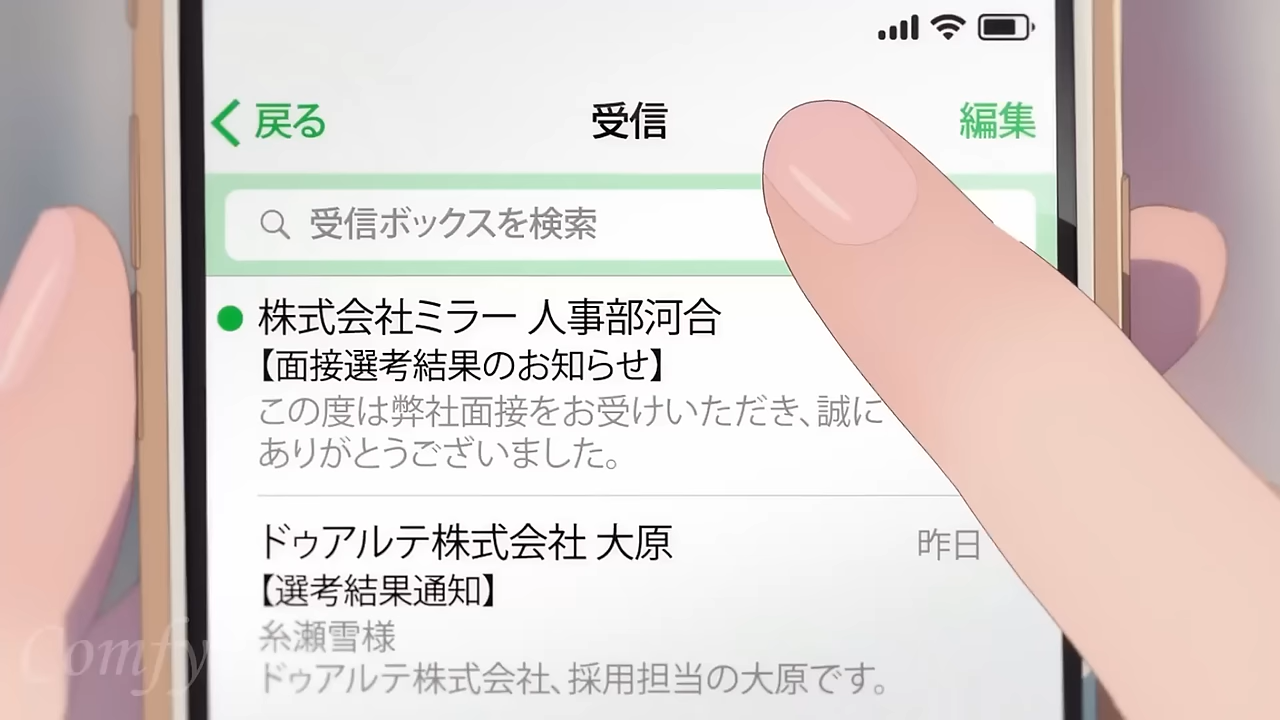 戻る
受信
編集
受信ボックスを検索
株式会社ミラー 人事部河合
【面接選考結果のお知らせ】
この度は弊社面接をお受けいただき、誠に
ありがとうございました。
ドゥアルテ株式会社 大原
昨日
【選考結果通知】
糸瀬雪様
ドゥアルテ株式会社、採用担当の大原です。
Comfy